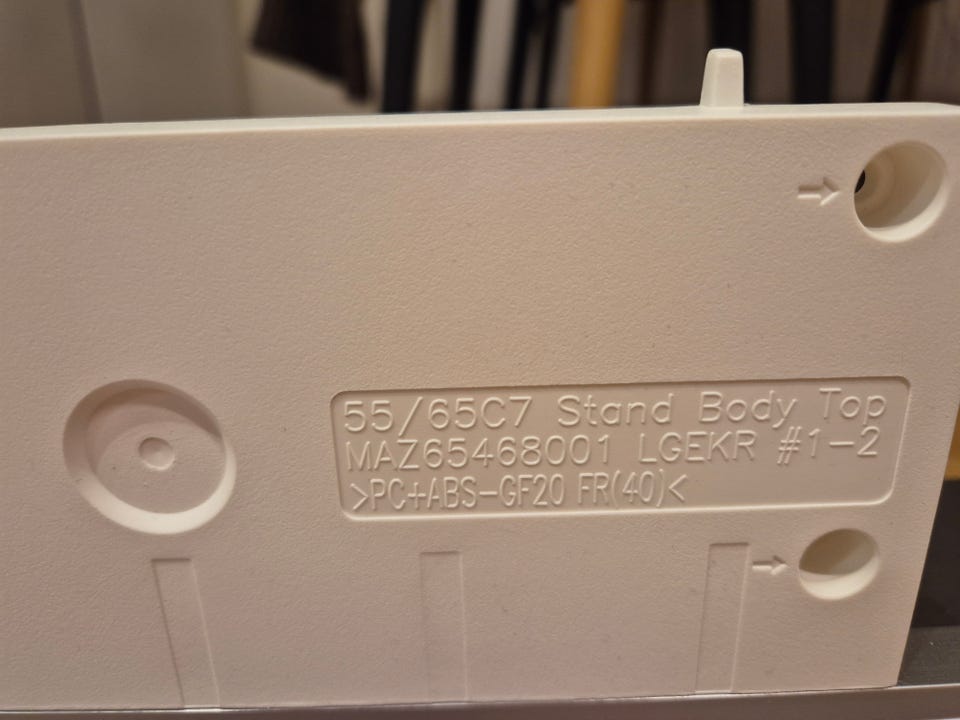 55/65C7 Stand Body Top
MAZ65468001 LGEKR #1-2
>PC+ABS-GF20 FR(40)<